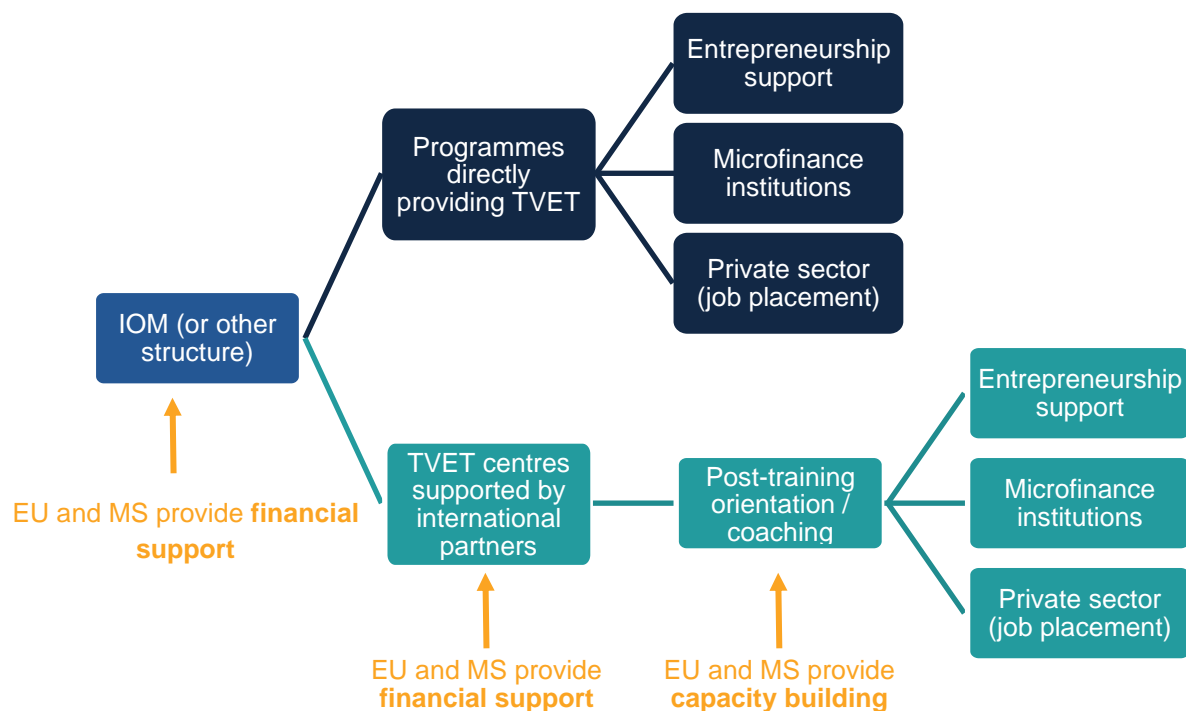 Entrepreneurship
support
Programmes
directly
providing TVET
Microfinance
institutions
Private sector
(job placement)
IOM (or other
structure)
Entrepreneurship
support
TVET centres
supported by
international
partners
Post-training
orientation /
coaching
Microfinance
institutions
Private sector
(job placement)
EU and MS provide financial
support
EU and MS provide
financial support
EU and MS provide
capacity building